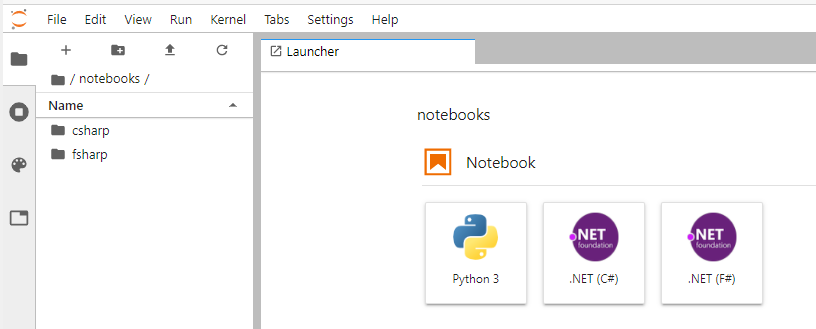 File Edit View Run Kernel Tabs Settings Help
Launcher
/ notebooks /
Name
csharp
fsharp
notebooks
Notebook
Python 3
.NET foundation
.NET (C#)
.NET foundation
.NET (F#)